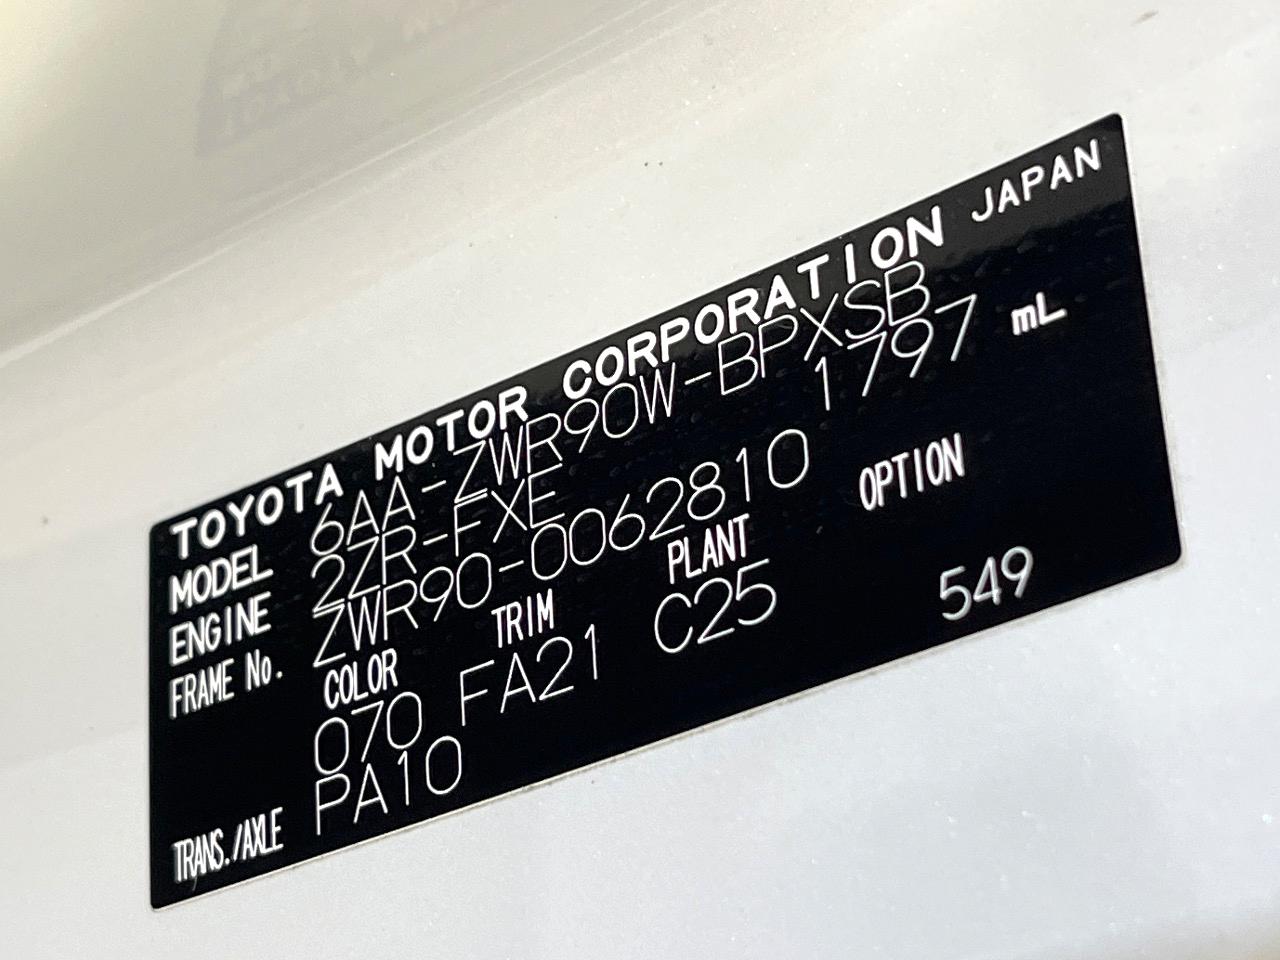 TOYOTA MOTOR CORPORATION JAPAN
MODEL 6AA-ZWR90W-BPXSB
ENGINE 2ZR-FXE 1797 mL
FRAME No. ZWR90-0062810
COLOR TRIM PLANT OPTION
070 FA21 C25 549
TRANS./AXLE PA10